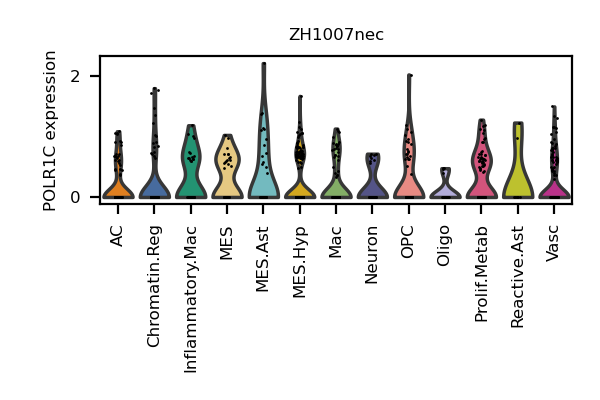 ZH1007nec
POLR1C expression
2
0
AC
Chromatin.Reg
Inflammatory.Mac
MES
MES.Ast
MES.Hyp
Mac
Neuron
OPC
Oligo
Prolif.Metab
Reactive.Ast
Vasc